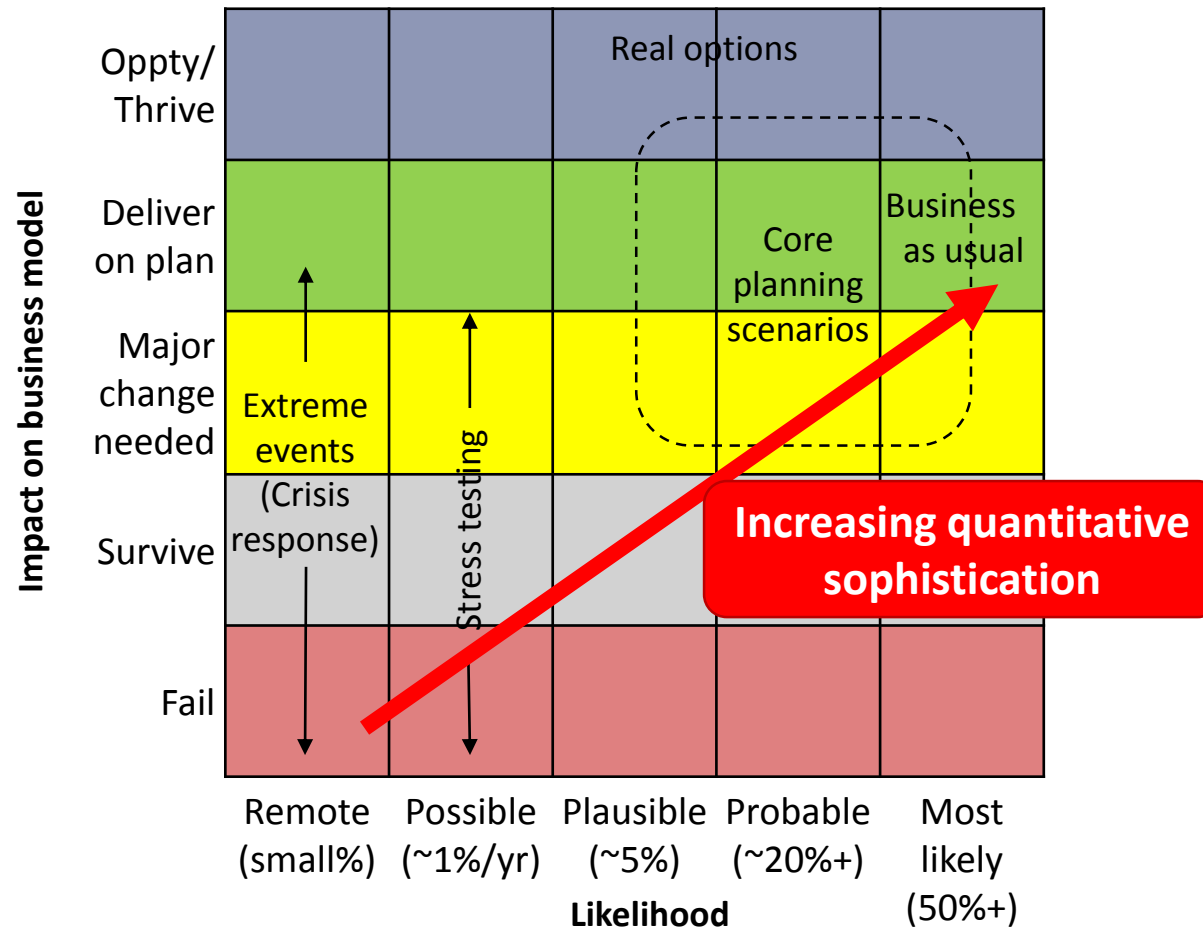 Impact on business model
Oppty/
Thrive
Deliver
on plan
Major
change
needed
Survive
Fail
Real options
Business
as usual
Core
planning
scenarios
Extreme
events
(Crisis
response)
Stress testing
Increasing quantitative
sophistication
Remote
(small%)
Possible
(~1%/yr)
Plausible
(~5%)
Probable
(~20%+)
Most
likely
(50%+)
Likelihood